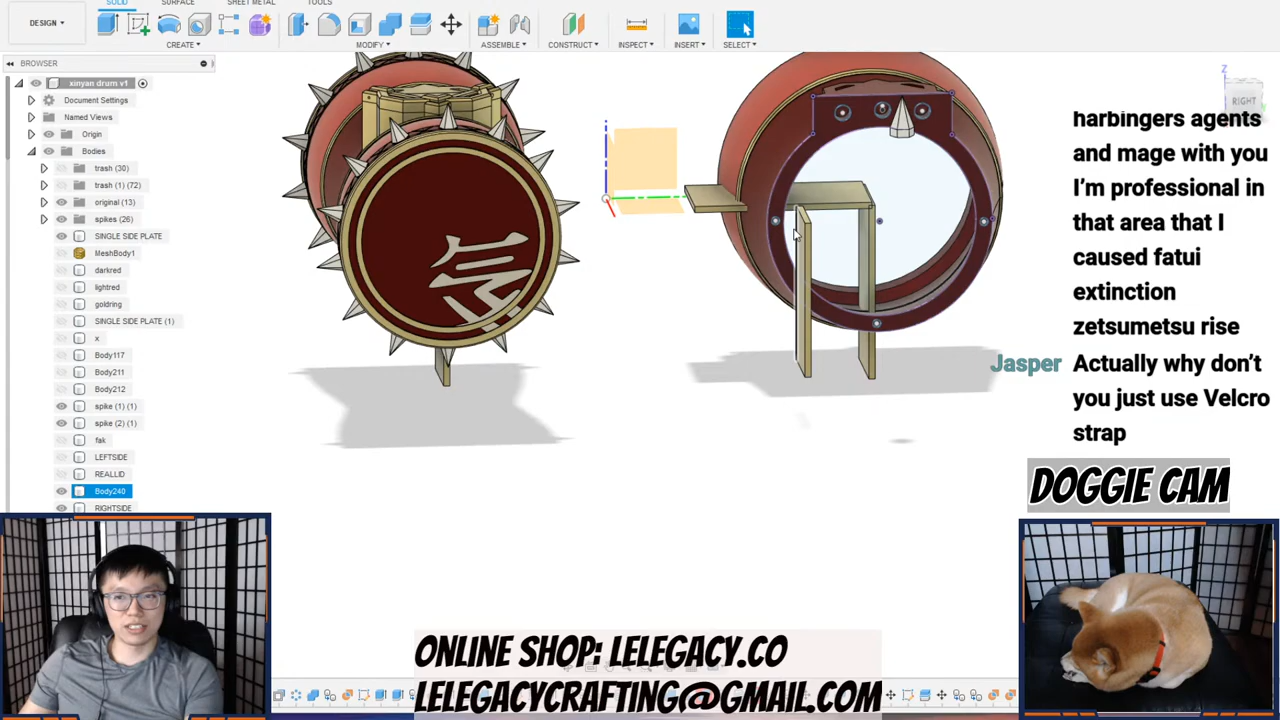 SOLID
SURFACE
SHEET METAL
TOOLS
DESIGN
CREATE
MODIFY
ASSEMBLE
CONSTRUCT
INSPECT
INSERT
SELECT
BROWSER
xinyan drum v1
Document Settings
Named Views
Origin
Bodies
trash (30)
trash (1) (72)
original (13)
spikes (26)
SINGLE SIDE PLATE
MeshBody1
darkred
lightred
goldring
SINGLE SIDE PLATE (1)
x
Body117
Body211
Body212
spike (1) (1)
spike (2) (1)
fak
LEFTSIDE
REALLID
Body240
RIGHTSIDE
Z
RIGHT
harbingers agents
and mage with you
I'm professional in
that area that I
caused fatui
extinction
zetsumetsu rise
Jasper Actually why don't
you just use Velcro
strap
DOGGIE CAM
ONLINE SHOP: LELEGACY.CO
LELEGACYCRAFTING@GMAIL.COM